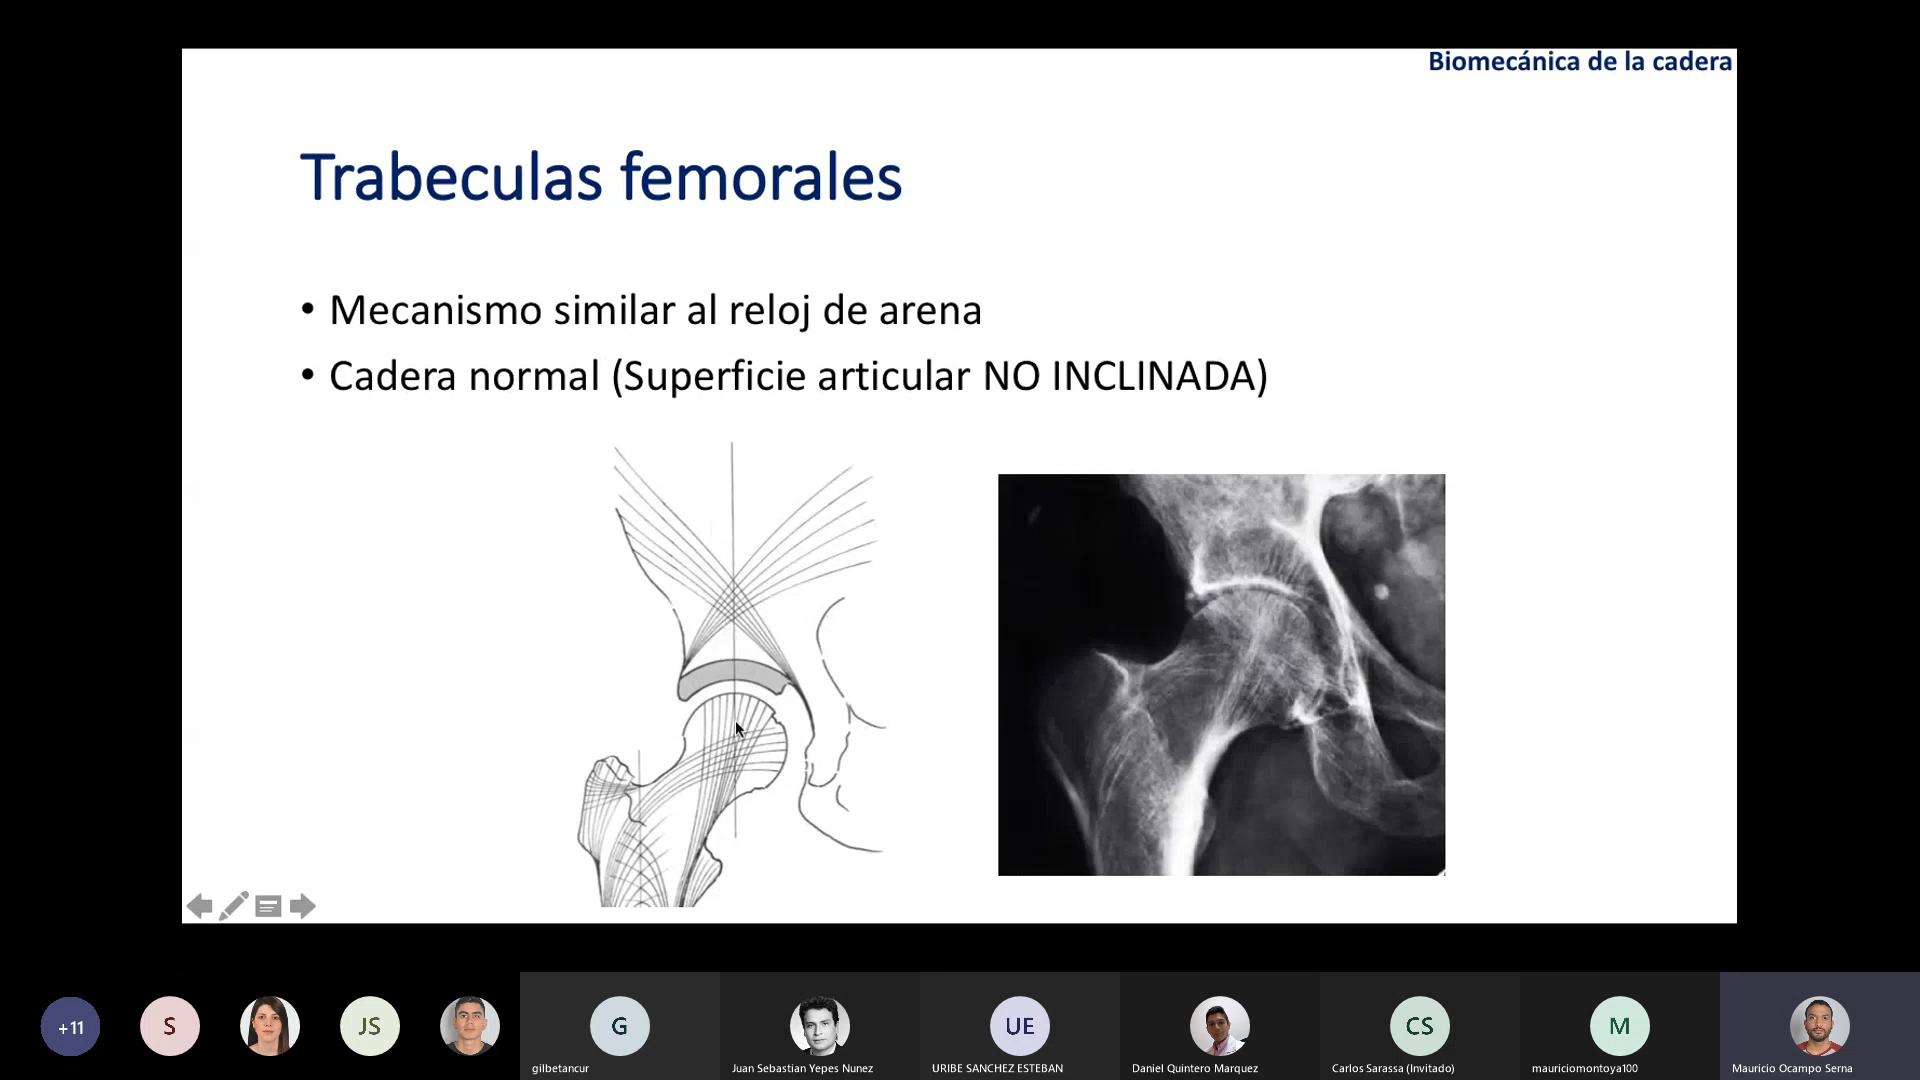 Biomecánica de la cadera
Trabeculas femorales
• Mecanismo similar al reloj de arena
• Cadera normal (Superficie articular NO INCLINADA)
+11
S
JS
G
UE
CS
M
gilbetancur
Juan Sebastian Yepes Nunez
URIBE SANCHEZ ESTEBAN
Daniel Quintero Marquez
Carlos Sarassa (Invitado)
mauriciomontoya100
Mauricio Ocampo Serna